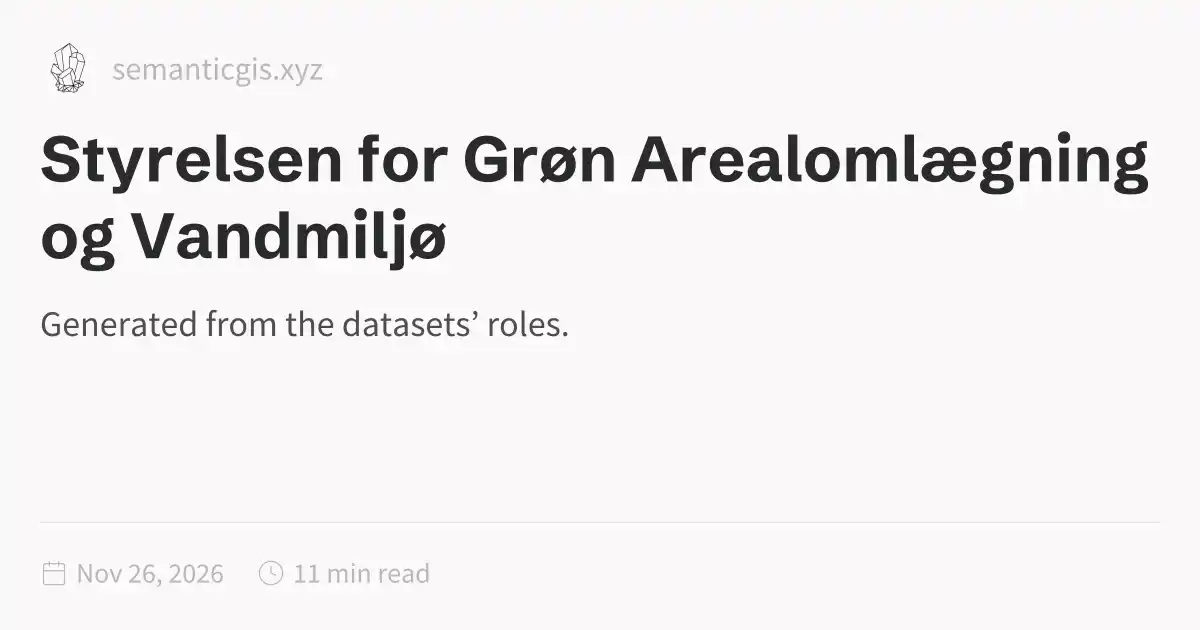 semanticgis.xyz
Styrelsen for Grøn Arealomlægning
og Vandmiljø
Generated from the datasets’ roles.
Nov 26, 2026 11 min read